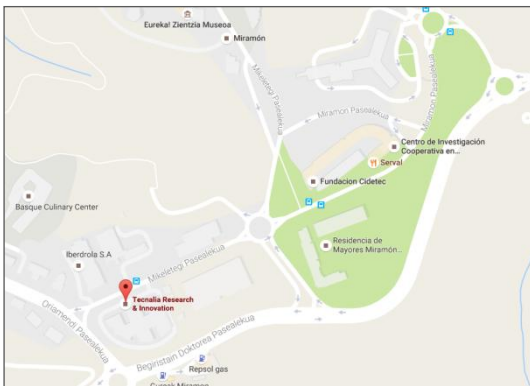 Eureka! Zientzia Museoa
Miramón
Mikeletegi Pasealekua
Miramon Pasealekua
Miramon Pasealekua
Centro de Investigación
Cooperativa en...
Serval
Fundacion Cidetec
Basque Culinary Center
Residencia de
Mayores Miramón...
Iberdrola S.A
Mikeletegi Pasealekua
Tecnalia Research
& Innovation
Oriamendi Pasealekua
Begiristain Doktorea Pasealekua
Repsol gas